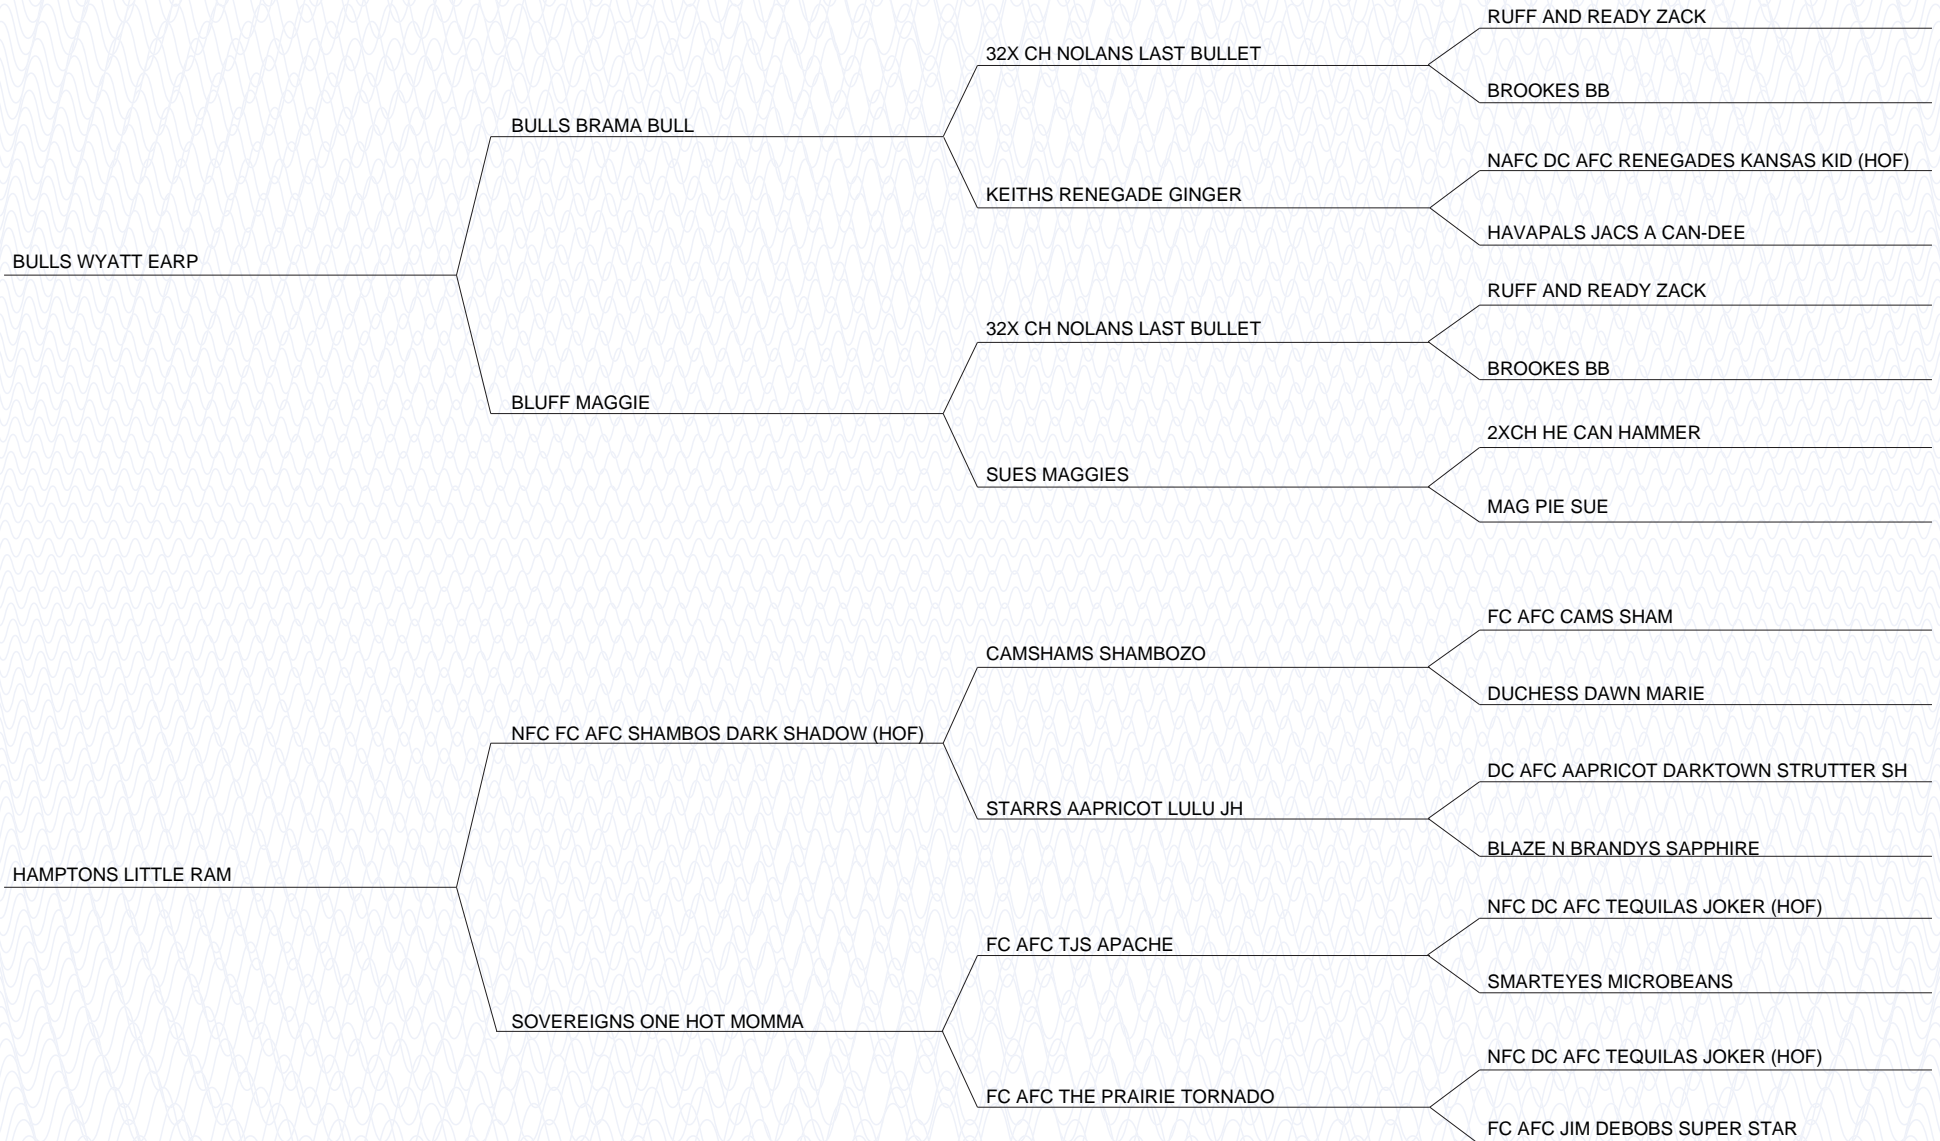 RUFF AND READY ZACK
32X CH NOLANS LAST BULLET
BROOKES BB
BULLS BRAMA BULL
NAFC DC AFC RENEGADES KANSAS KID (HOF)
KEITHS RENEGADE GINGER
HAVAPALS JACS A CAN-DEE
BULLS WYATT EARP
RUFF AND READY ZACK
32X CH NOLANS LAST BULLET
BROOKES BB
BLUFF MAGGIE
2XCH HE CAN HAMMER
SUES MAGGIES
MAG PIE SUE
FC AFC CAMS SHAM
CAMSHAMS SHAMBOZO
DUCHESS DAWN MARIE
NFC FC AFC SHAMBOS DARK SHADOW (HOF)
DC AFC AAPRICOT DARKTOWN STRUTTER SH
STARRS AAPRICOT LULU JH
BLAZE N BRANDYS SAPPHIRE
HAMPTONS LITTLE RAM
NFC DC AFC TEQUILAS JOKER (HOF)
FC AFC TJS APACHE
SMARTEYES MICROBEANS
SOVEREIGNS ONE HOT MOMMA
NFC DC AFC TEQUILAS JOKER (HOF)
FC AFC THE PRAIRIE TORNADO
FC AFC JIM DEBOBS SUPER STAR